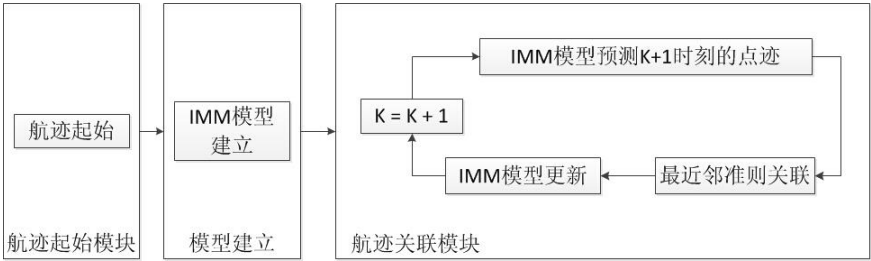 航迹起始
航迹起始模块
IMM模型
建立
模型建立
IMM模型预测K+1时刻的点迹
K = K + 1
IMM模型更新
最近邻准则关联
航迹关联模块